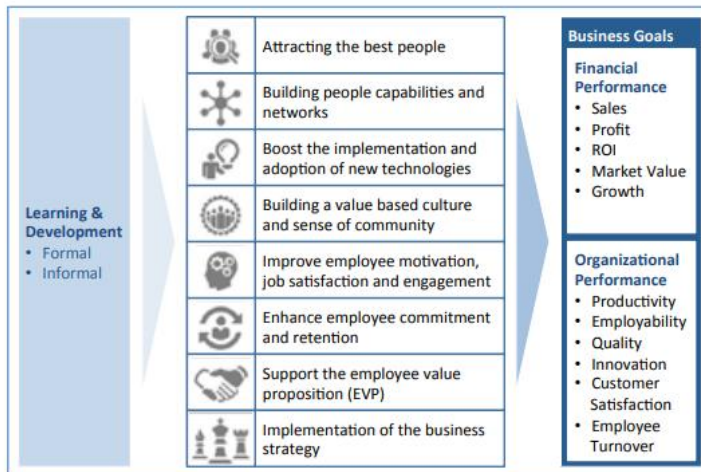 Learning &
Development
• Formal
• Informal
Attracting the best people
Building people capabilities and
networks
Boost the implementation and
adoption of new technologies
Building a value based culture
and sense of community
Improve employee motivation,
job satisfaction and engagement
Enhance employee commitment
and retention
Support the employee value
proposition (EVP)
Implementation of the business
strategy
Business Goals
Financial
Performance
• Sales
• Profit
• ROI
• Market Value
• Growth
Organizational
Performance
• Productivity
• Employability
• Quality
• Innovation
• Customer
Satisfaction
• Employee
Turnover